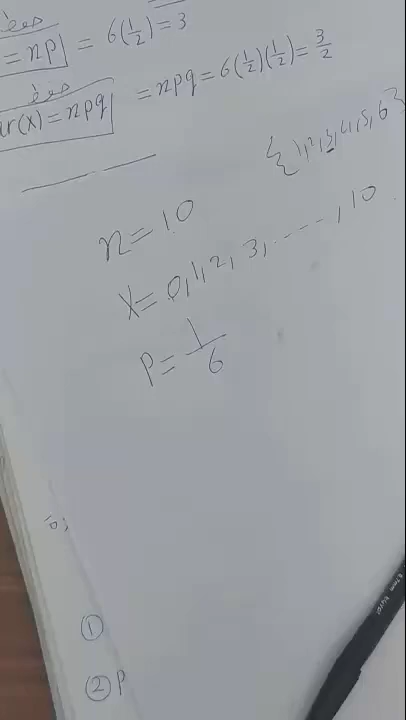 = np = 6(1/2) = 3
ar(X) = npq = npq = 6(1/2)(1/2) = 3/2
{1,2,3,4,5,6}
n = 10
X = 0,1,2,3,....,10
P = 1/6
①
② P